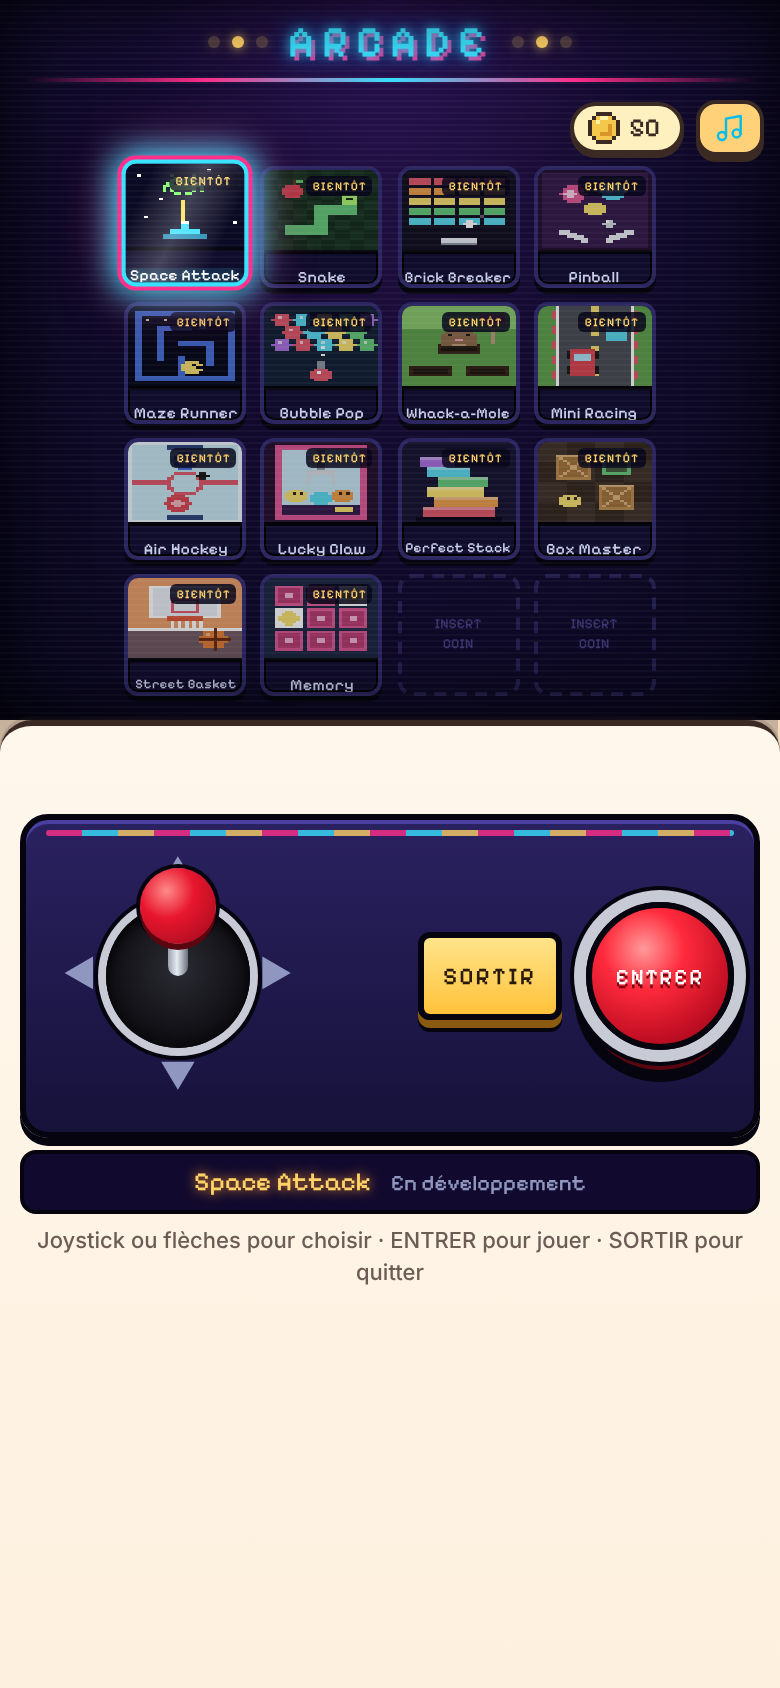 ARCADE
50
BIENTÔT
Space Attack
BIENTÔT
Snake
BIENTÔT
Brick Breaker
BIENTÔT
Pinball
BIENTÔT
Maze Runner
BIENTÔT
Bubble Pop
BIENTÔT
Whack-a-Mole
BIENTÔT
Mini Racing
BIENTÔT
Air Hockey
BIENTÔT
Lucky Claw
BIENTÔT
Perfect Stack
BIENTÔT
Box Master
BIENTÔT
Street Basket
BIENTÔT
Memory
INSERT
COIN
INSERT
COIN
SORTIR
ENTRER
Space Attack En développement
Joystick ou flèches pour choisir · ENTRER pour jouer · SORTIR pour
quitter